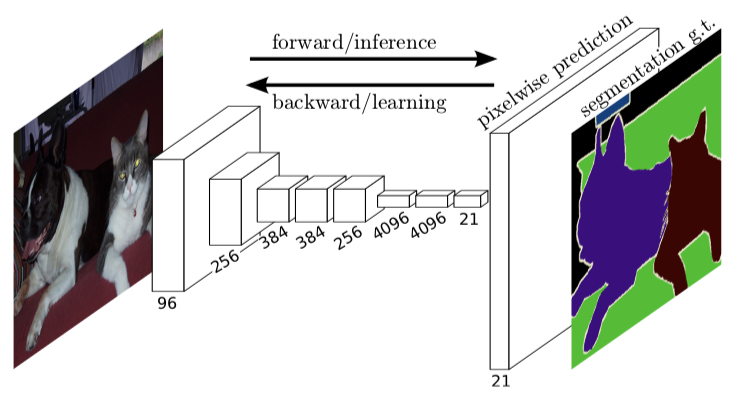 forward/inference
backward/learning
pixelwise prediction
segmentation g.t.
96
256
384
384
256
4096
4096
21
21